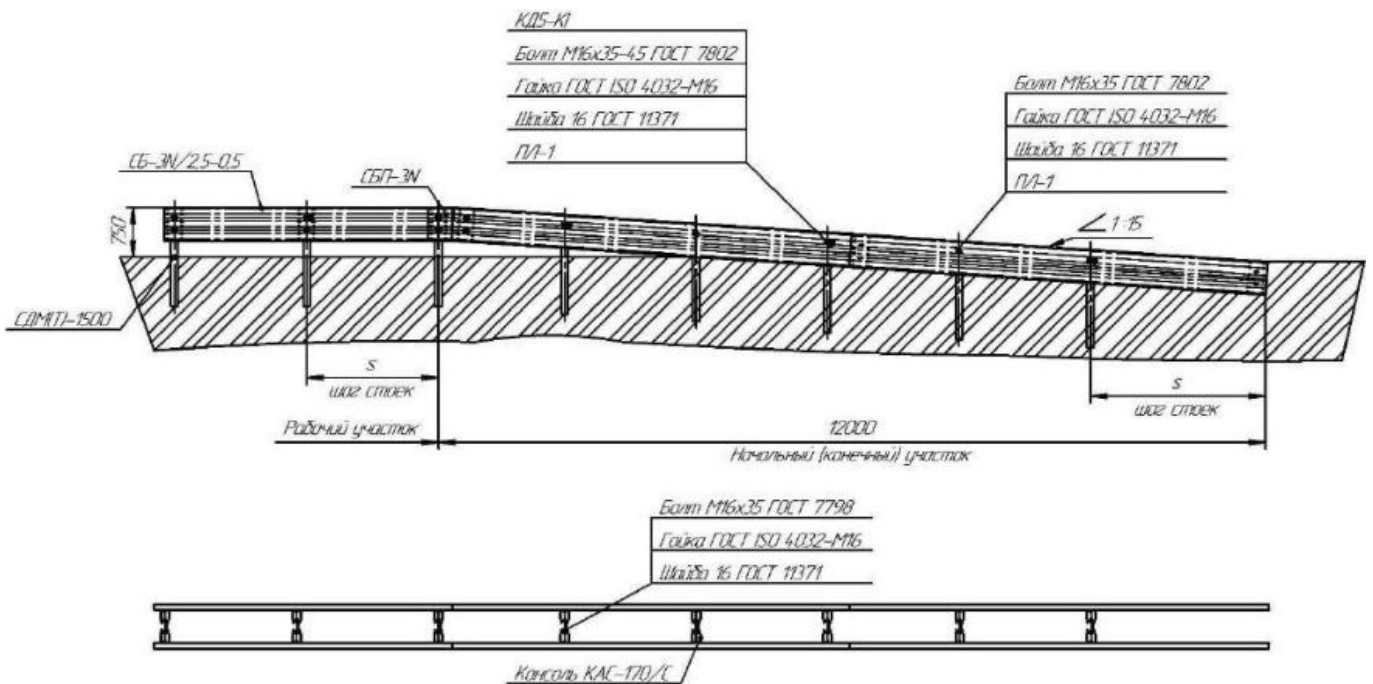 КД5-К1
Болт М16х35-45 ГОСТ 7802
Гайка ГОСТ ISO 4032-М16
Шайба 16 ГОСТ 11371
ПЛ-1
Болт М16х35 ГОСТ 7802
Гайка ГОСТ ISO 4032-М16
Шайба 16 ГОСТ 11371
ПЛ-1
СБ-3N/2,5-0,5
СБП-3N
1:15
750
СДМ(Т)-1500
S
шаг стоек
S
шаг стоек
Рабочий участок
12000
Начальный (конечный) участок
Болт М16х35 ГОСТ 7798
Гайка ГОСТ ISO 4032-М16
Шайба 16 ГОСТ 11371
Консоль КАС-170/С